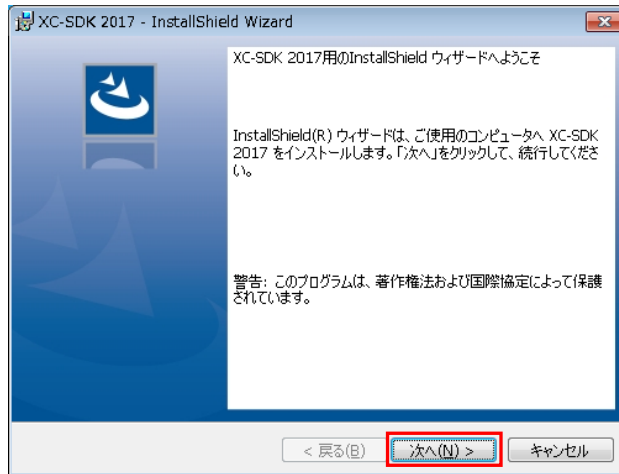 XC-SDK 2017 - InstallShield Wizard
XC-SDK 2017用のInstallShield ウィザードへようこそ
InstallShield(R) ウィザードは、ご使用のコンピュータへ XC-SDK
2017 をインストールします。「次へ」をクリックして、続行してくださ
い。
警告: このプログラムは、著作権法および国際協定によって保護
されています。
< 戻る(B) 次へ(N) > キャンセル